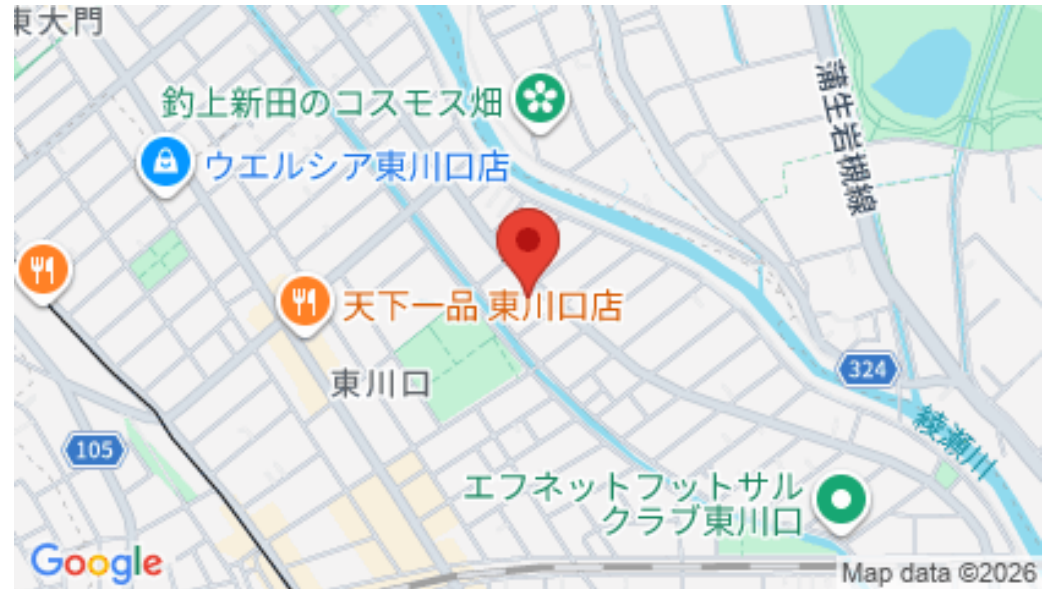 東大門
釣上新田のコスモス畑
蒲生岩槻線
ウエルシア東川口店
天下一品 東川口店
324
東川口
105
綾瀬川
エフネットフットサル
クラブ東川口
Google
Map data ©2026